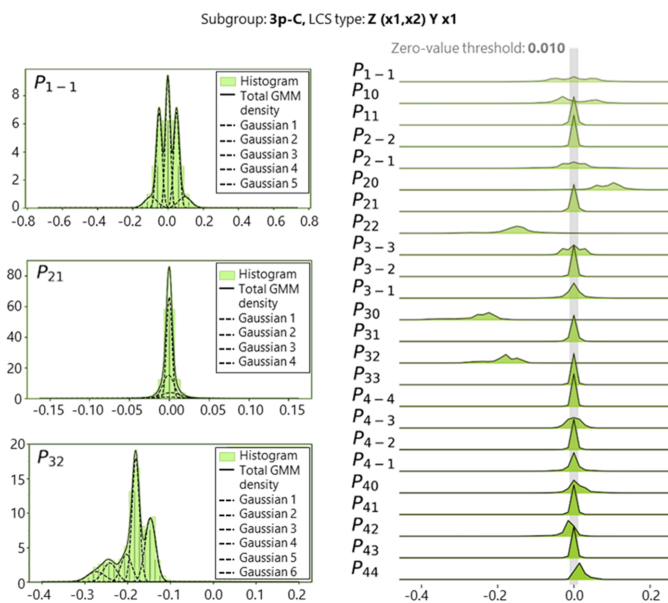 Subgroup: 3p-C, LCS type: Z (x1,x2) Y x1
P1−1
Histogram
Total GMM
density
Gaussian 1
Gaussian 2
Gaussian 3
Gaussian 4
Gaussian 5
8
6
4
2
0
-0.8 -0.6 -0.4 -0.2 0.0 0.2 0.4 0.6 0.8
P21
Histogram
Total GMM
density
Gaussian 1
Gaussian 2
Gaussian 3
Gaussian 4
80
60
40
20
0
-0.15 -0.10 -0.05 0.00 0.05 0.10 0.15
P32
Histogram
Total GMM
density
Gaussian 1
Gaussian 2
Gaussian 3
Gaussian 4
Gaussian 5
Gaussian 6
20
15
10
5
0
-0.4 -0.3 -0.2 -0.1 0.0 0.1 0.2
Zero-value threshold: 0.010
P1−1
P10
P11
P2−2
P2−1
P20
P21
P22
P3−3
P3−2
P3−1
P30
P31
P32
P33
P4−4
P4−3
P4−2
P4−1
P40
P41
P42
P43
P44
-0.4 -0.2 0.0 0.2